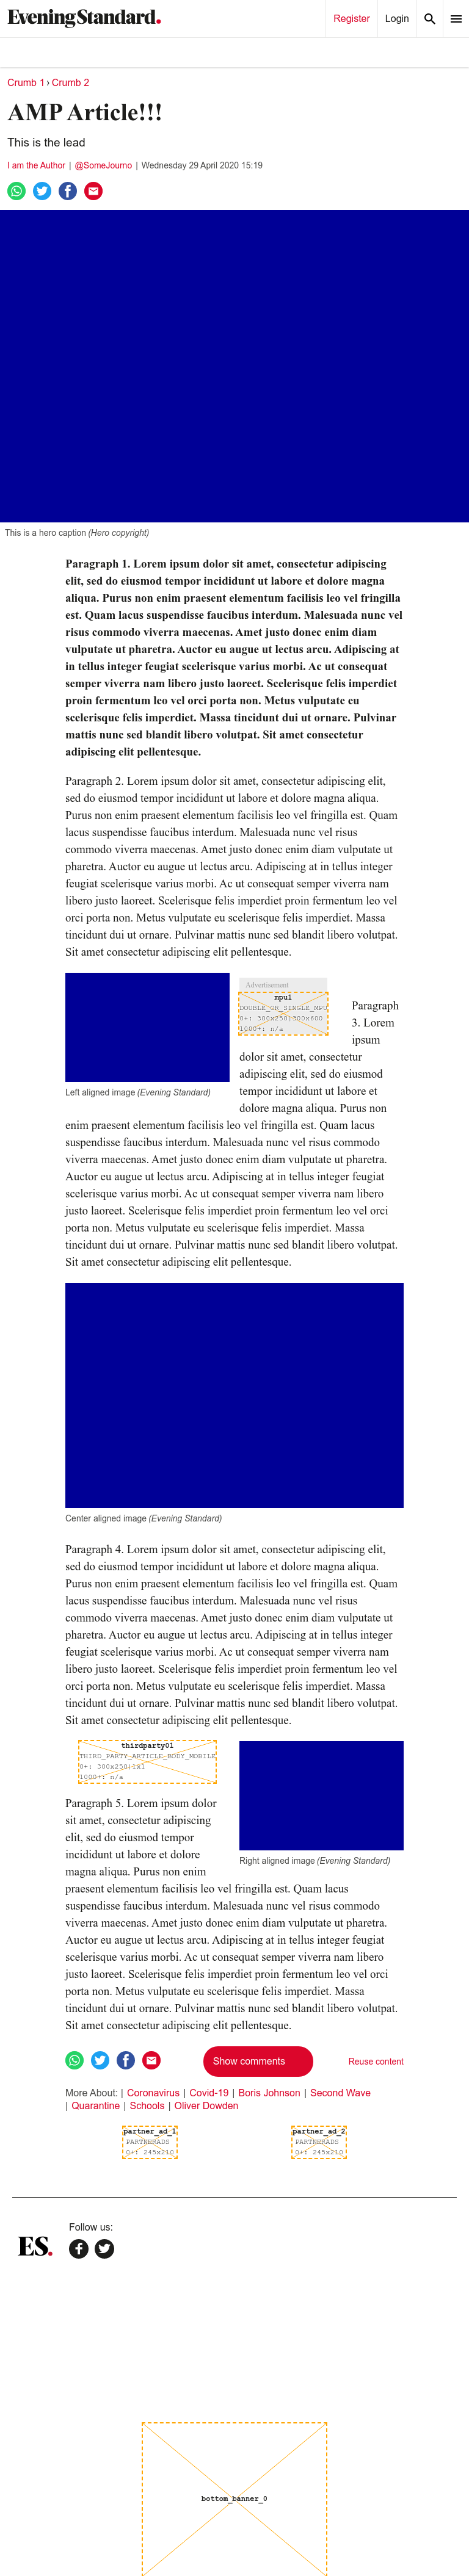 EveningStandard.
Register
Login
Crumb 1 › Crumb 2
AMP Article!!!
This is the lead
I am the Author | @SomeJourno | Wednesday 29 April 2020 15:19
This is a hero caption (Hero copyright)
Paragraph 1. Lorem ipsum dolor sit amet, consectetur adipiscing
elit, sed do eiusmod tempor incididunt ut labore et dolore magna
aliqua. Purus non enim praesent elementum facilisis leo vel fringilla
est. Quam lacus suspendisse faucibus interdum. Malesuada nunc vel
risus commodo viverra maecenas. Amet justo donec enim diam
vulputate ut pharetra. Auctor eu augue ut lectus arcu. Adipiscing at
in tellus integer feugiat scelerisque varius morbi. Ac ut consequat
semper viverra nam libero justo laoreet. Scelerisque felis imperdiet
proin fermentum leo vel orci porta non. Metus vulputate eu
scelerisque felis imperdiet. Massa tincidunt dui ut ornare. Pulvinar
mattis nunc sed blandit libero volutpat. Sit amet consectetur
adipiscing elit pellentesque.
Paragraph 2. Lorem ipsum dolor sit amet, consectetur adipiscing elit,
sed do eiusmod tempor incididunt ut labore et dolore magna aliqua.
Purus non enim praesent elementum facilisis leo vel fringilla est. Quam
lacus suspendisse faucibus interdum. Malesuada nunc vel risus
commodo viverra maecenas. Amet justo donec enim diam vulputate ut
pharetra. Auctor eu augue ut lectus arcu. Adipiscing at in tellus integer
feugiat scelerisque varius morbi. Ac ut consequat semper viverra nam
libero justo laoreet. Scelerisque felis imperdiet proin fermentum leo vel
orci porta non. Metus vulputate eu scelerisque felis imperdiet. Massa
tincidunt dui ut ornare. Pulvinar mattis nunc sed blandit libero volutpat.
Sit amet consectetur adipiscing elit pellentesque.
Left aligned image (Evening Standard)
Advertisement
mpu1
DOUBLE_OR_SINGLE_MPU
0+: 300x250|300x600
1000+: n/a
Paragraph
3. Lorem
ipsum
dolor sit amet, consectetur
adipiscing elit, sed do eiusmod
tempor incididunt ut labore et
dolore magna aliqua. Purus non
enim praesent elementum facilisis leo vel fringilla est. Quam lacus
suspendisse faucibus interdum. Malesuada nunc vel risus commodo
viverra maecenas. Amet justo donec enim diam vulputate ut pharetra.
Auctor eu augue ut lectus arcu. Adipiscing at in tellus integer feugiat
scelerisque varius morbi. Ac ut consequat semper viverra nam libero
justo laoreet. Scelerisque felis imperdiet proin fermentum leo vel orci
porta non. Metus vulputate eu scelerisque felis imperdiet. Massa
tincidunt dui ut ornare. Pulvinar mattis nunc sed blandit libero volutpat.
Sit amet consectetur adipiscing elit pellentesque.
Center aligned image (Evening Standard)
Paragraph 4. Lorem ipsum dolor sit amet, consectetur adipiscing elit,
sed do eiusmod tempor incididunt ut labore et dolore magna aliqua.
Purus non enim praesent elementum facilisis leo vel fringilla est. Quam
lacus suspendisse faucibus interdum. Malesuada nunc vel risus
commodo viverra maecenas. Amet justo donec enim diam vulputate ut
pharetra. Auctor eu augue ut lectus arcu. Adipiscing at in tellus integer
feugiat scelerisque varius morbi. Ac ut consequat semper viverra nam
libero justo laoreet. Scelerisque felis imperdiet proin fermentum leo vel
orci porta non. Metus vulputate eu scelerisque felis imperdiet. Massa
tincidunt dui ut ornare. Pulvinar mattis nunc sed blandit libero volutpat.
Sit amet consectetur adipiscing elit pellentesque.
thirdparty01
THIRD_PARTY_ARTICLE_BODY_MOBILE
0+: 300x250|1x1
1000+: n/a
Right aligned image (Evening Standard)
Paragraph 5. Lorem ipsum dolor
sit amet, consectetur adipiscing
elit, sed do eiusmod tempor
incididunt ut labore et dolore
magna aliqua. Purus non enim
praesent elementum facilisis leo vel fringilla est. Quam lacus
suspendisse faucibus interdum. Malesuada nunc vel risus commodo
viverra maecenas. Amet justo donec enim diam vulputate ut pharetra.
Auctor eu augue ut lectus arcu. Adipiscing at in tellus integer feugiat
scelerisque varius morbi. Ac ut consequat semper viverra nam libero
justo laoreet. Scelerisque felis imperdiet proin fermentum leo vel orci
porta non. Metus vulputate eu scelerisque felis imperdiet. Massa
tincidunt dui ut ornare. Pulvinar mattis nunc sed blandit libero volutpat.
Sit amet consectetur adipiscing elit pellentesque.
Show comments
Reuse content
More About: | Coronavirus | Covid-19 | Boris Johnson | Second Wave
| Quarantine | Schools | Oliver Dowden
partner_ad_1
PARTNERADS
0+: 245x210
partner_ad_2
PARTNERADS
0+: 245x210
ES.
Follow us:
bottom_banner_0